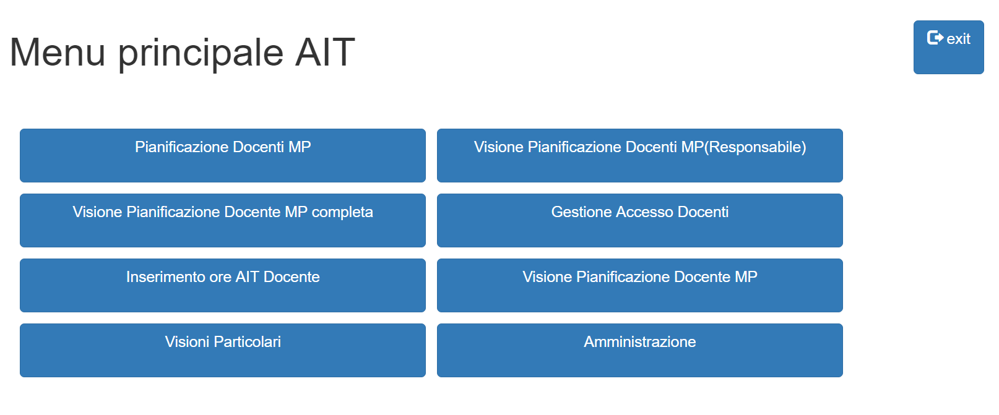 Menu principale AIT
exit
Pianificazione Docenti MP
Visione Pianificazione Docenti MP(Responsabile)
Visione Pianificazione Docente MP completa
Gestione Accesso Docenti
Inserimento ore AIT Docente
Visione Pianificazione Docente MP
Visioni Particolari
Amministrazione